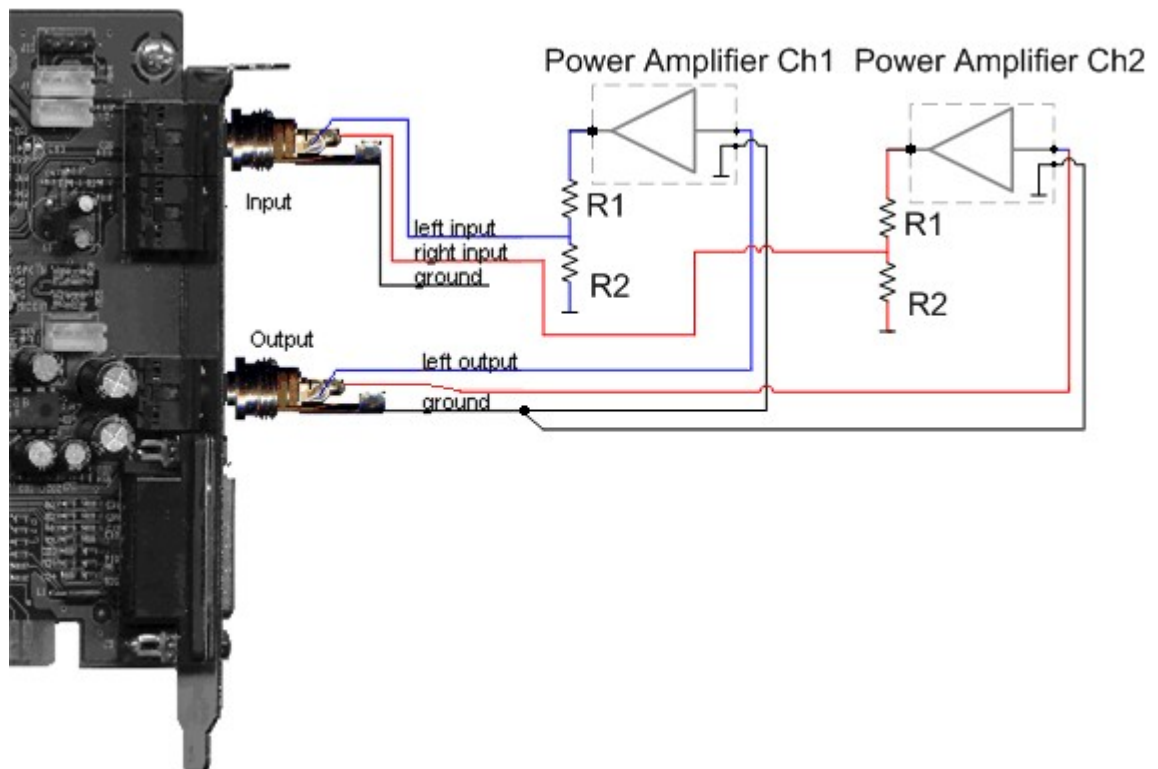 Power Amplifier Ch1
Power Amplifier Ch2
Input
R1
R1
left input
right input
ground
R2
R2
Output
left output
ground